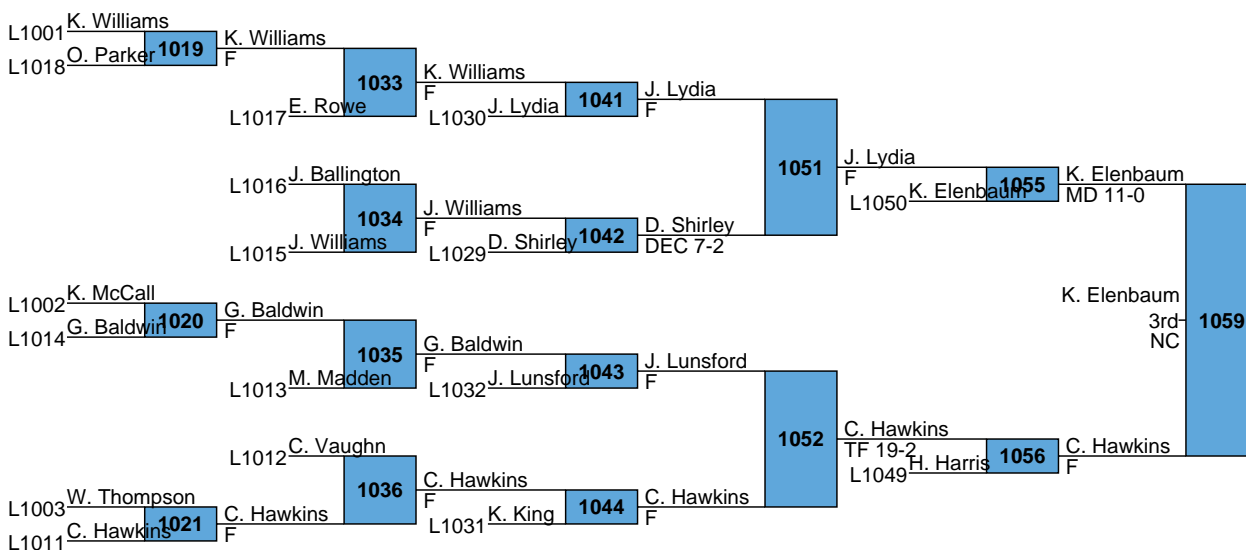 K. Williams
L1001
1019
K. Williams
F
O. Parker
L1018
1033
K. Williams
F
E. Rowe
L1017
J. Lydia
L1030
1041
J. Lydia
F
1051
J. Lydia
F
J. Ballington
L1016
1034
J. Williams
F
J. Williams
L1015
D. Shirley
L1029
1042
D. Shirley
DEC 7-2
K. Elenbaum
L1050
1055
K. Elenbaum
MD 11-0
K. McCall
L1002
1020
G. Baldwin
F
G. Baldwin
L1014
1035
G. Baldwin
F
M. Madden
L1013
J. Lunsford
L1032
1043
J. Lunsford
F
K. Elenbaum
3rd
NC
1059
1052
C. Hawkins
TF 19-2
C. Vaughn
L1012
1036
C. Hawkins
F
W. Thompson
L1003
1021
C. Hawkins
F
C. Hawkins
L1011
K. King
L1031
1044
C. Hawkins
F
H. Harris
L1049
1056
C. Hawkins
F